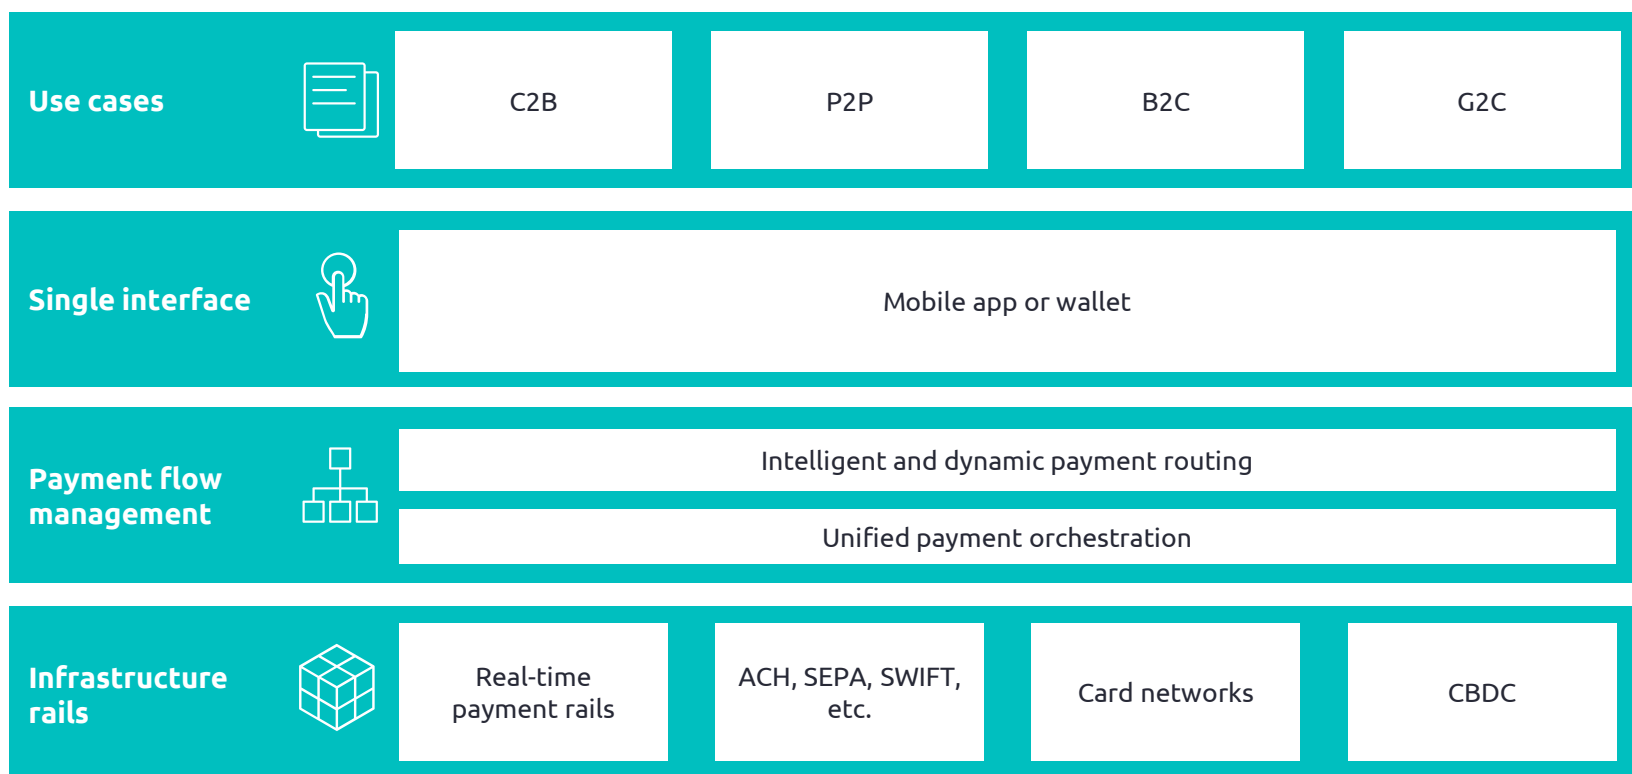 Use cases
C2B
P2P
B2C
G2C
Single interface
Mobile app or wallet
Payment flow
management
Intelligent and dynamic payment routing
Unified payment orchestration
Infrastructure
rails
Real-time
payment rails
ACH, SEPA, SWIFT,
etc.
Card networks
CBDC